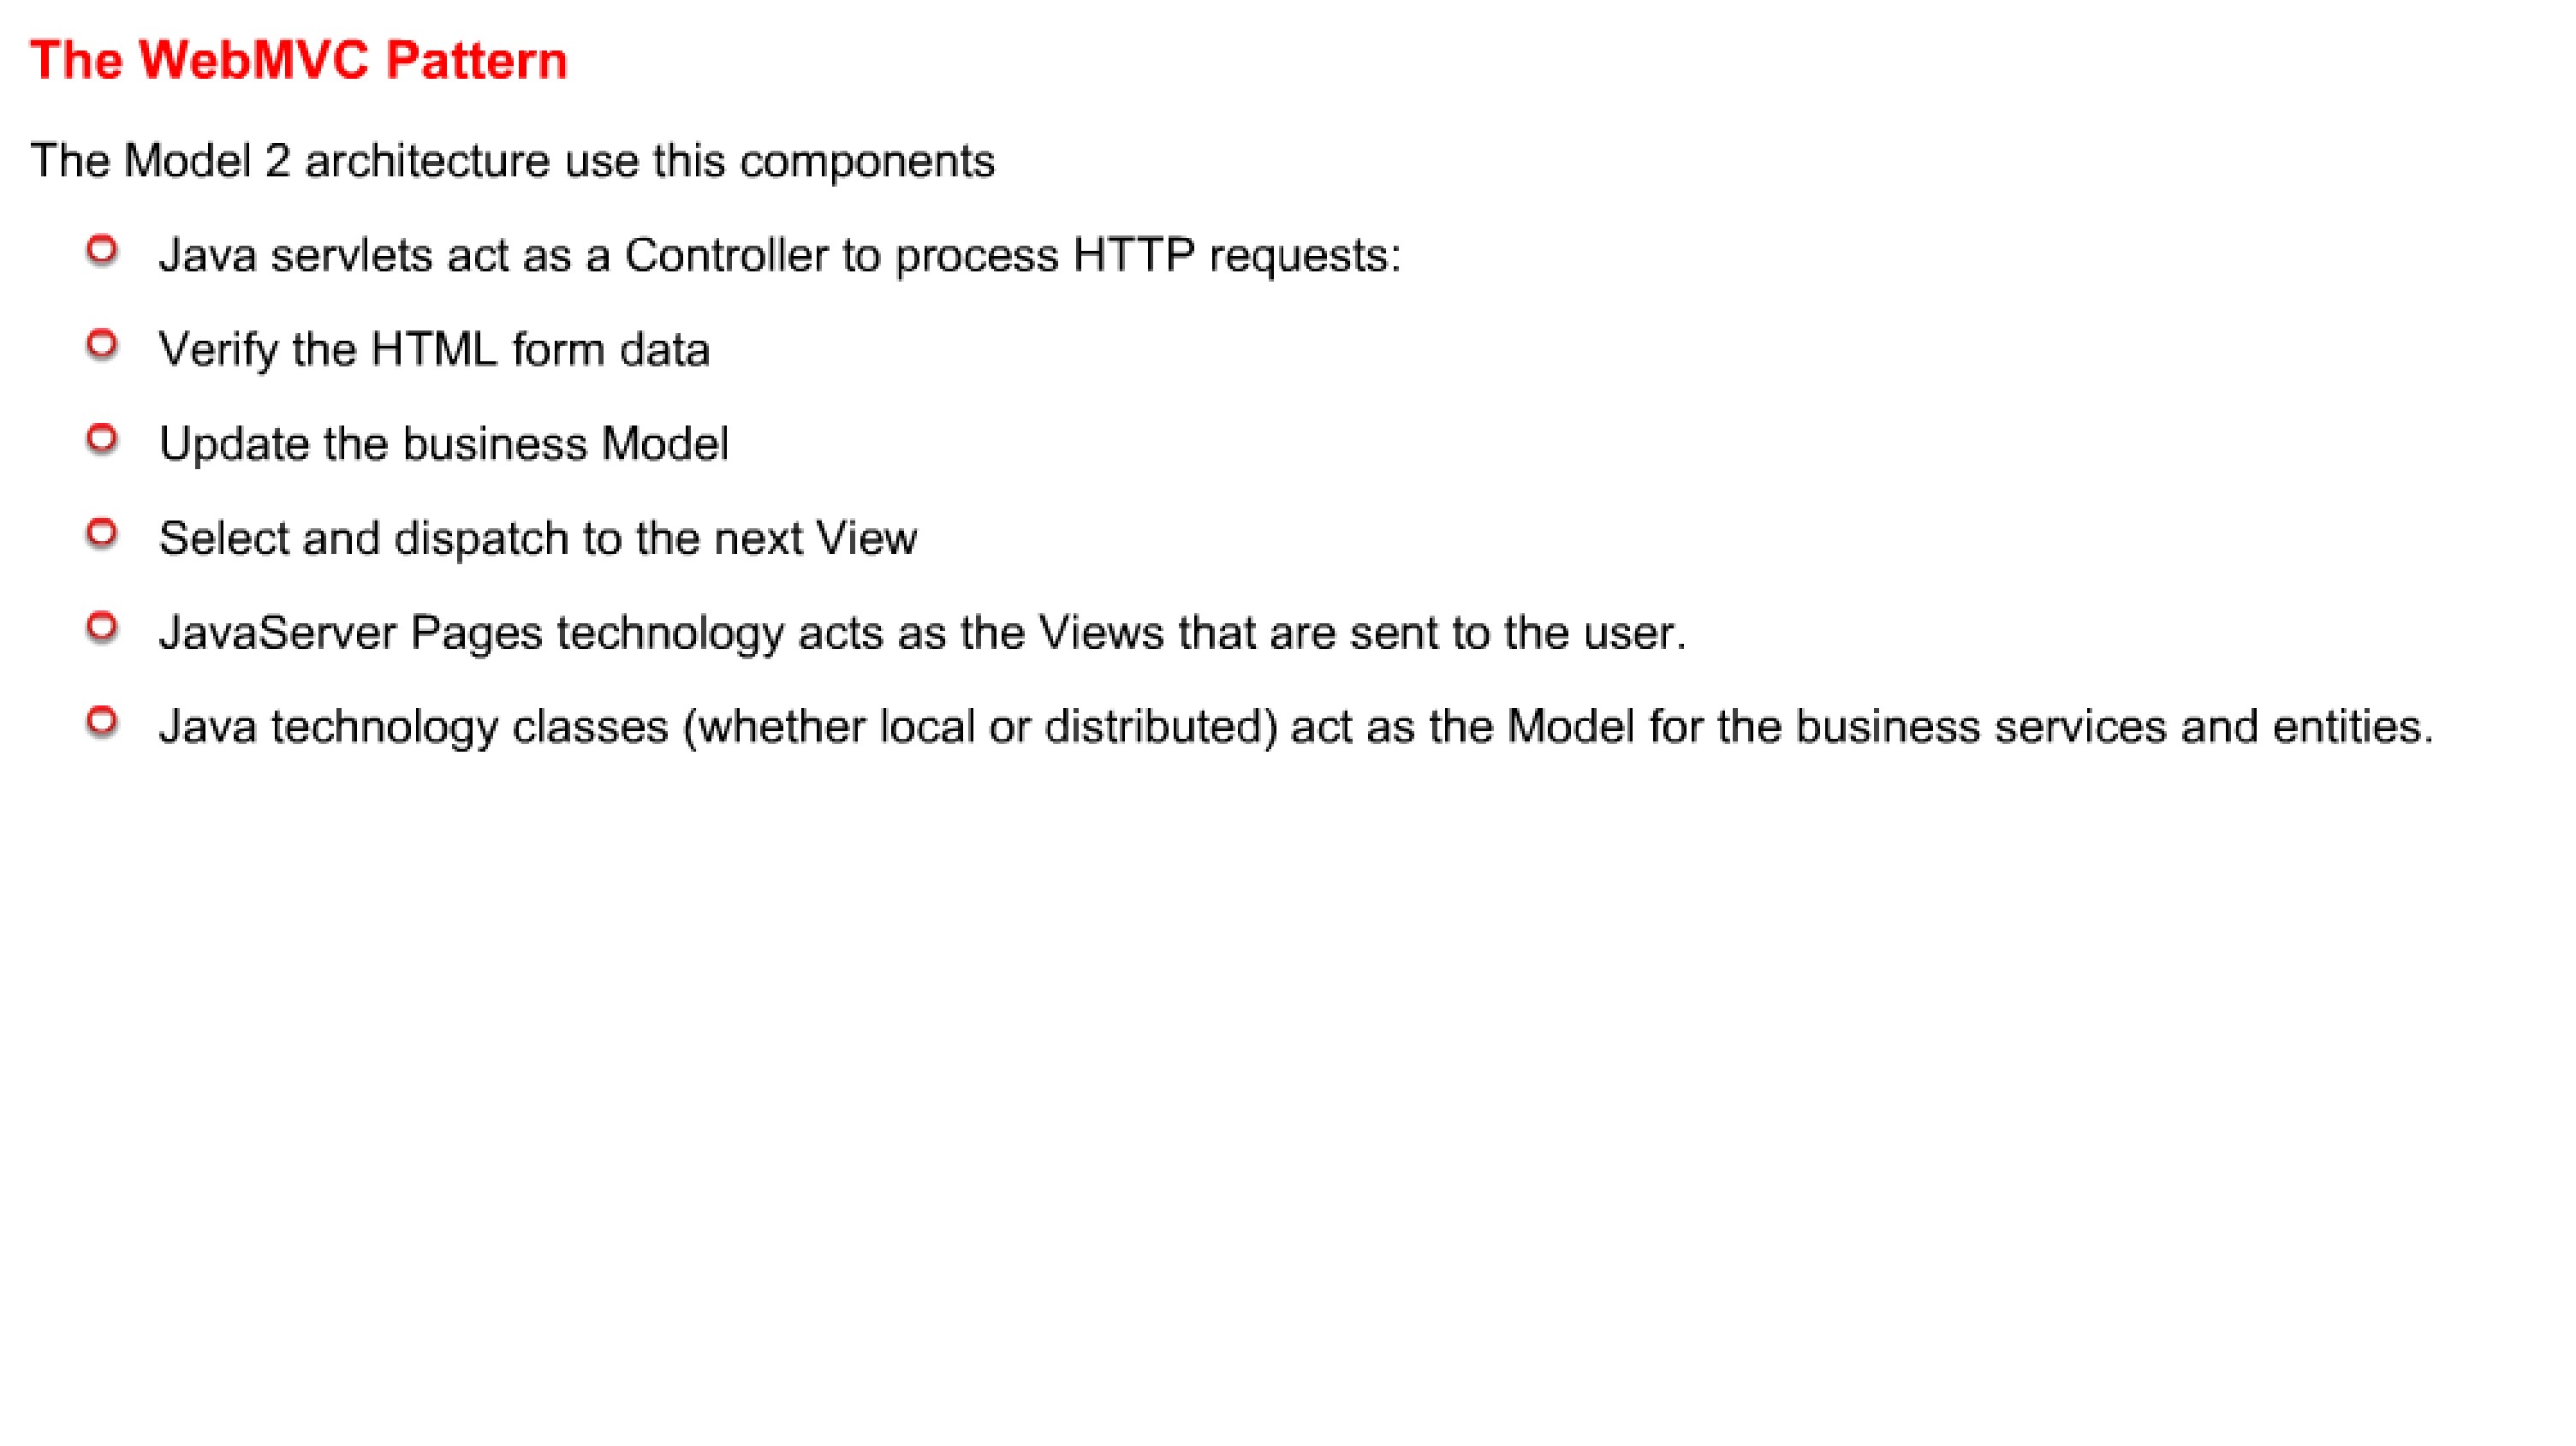 The WebMVC Pattern
The Model 2 architecture use this components
Java servlets act as a Controller to process HTTP requests:
Verify the HTML form data
Update the business Model
Select and dispatch to the next View
JavaServer Pages technology acts as the Views that are sent to the user.
Java technology classes (whether local or distributed) act as the Model for the business services and entities.